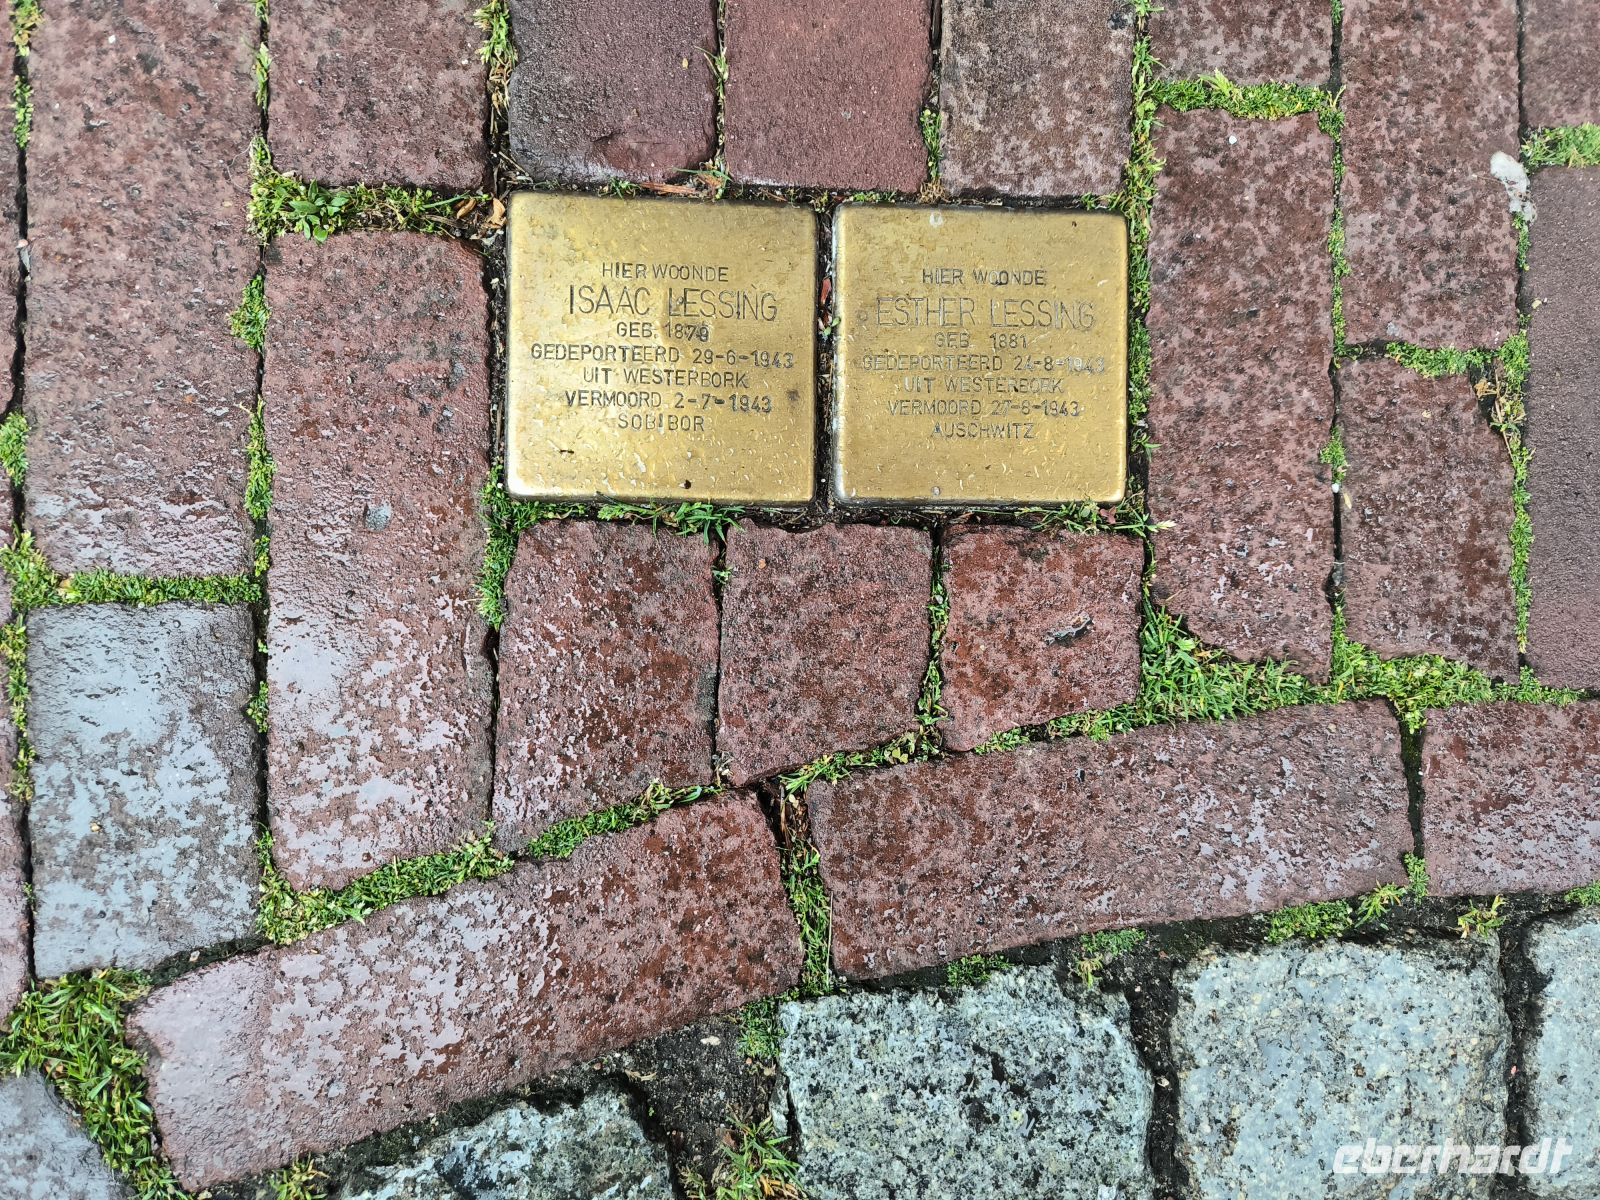 HIER WOONDE
ISAAC LESSING
GEB. 1879
GEDEPORTEERD 29-6-1943
UIT WESTERBORK
VERMOORD 2-7-1943
SOBIBOR
HIER WOONDE
ESTHER LESSING
GEB. 1881
GEDEPORTEERD 24-8-1943
UIT WESTERBORK
VERMOORD 27-8-1943
AUSCHWITZ
eberhardt